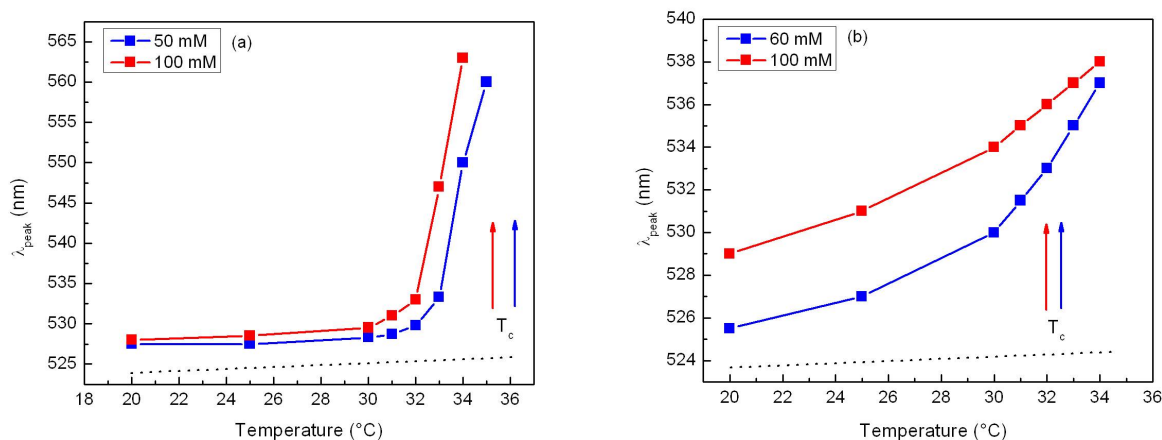 50 mM
100 mM
(a)
565
560
555
550
545
540
535
530
525
λpeak (nm)
Tc
18 20 22 24 26 28 30 32 34 36
Temperature (°C)
60 mM
100 mM
(b)
540
538
536
534
532
530
528
526
524
λpeak (nm)
Tc
20 22 24 26 28 30 32 34
Temperature (°C)